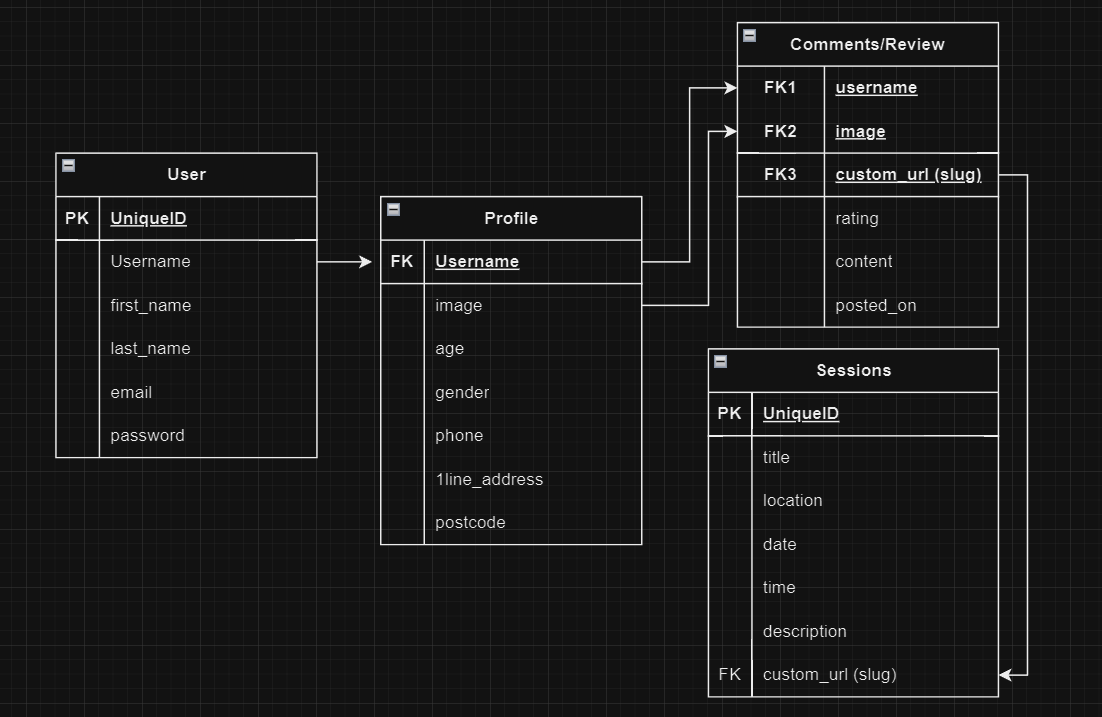 User
PK UniqueID
Username
first_name
last_name
email
password
Profile
FK Username
image
age
gender
phone
1line_address
postcode
Comments/Review
FK1 username
FK2 image
FK3 custom_url (slug)
rating
content
posted_on
Sessions
PK UniqueID
title
location
date
time
description
FK custom_url (slug)